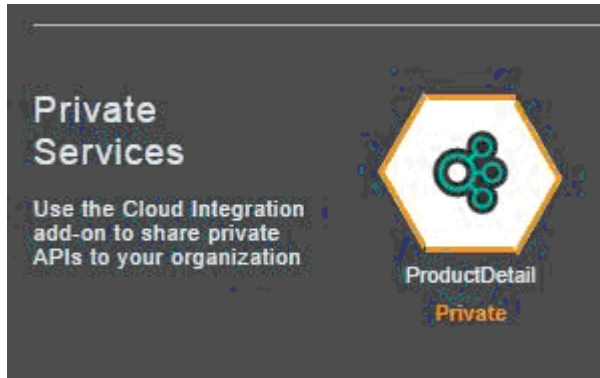 Private
Services
Use the Cloud Integration
add-on to share private
APIs to your organization
ProductDetail
Private